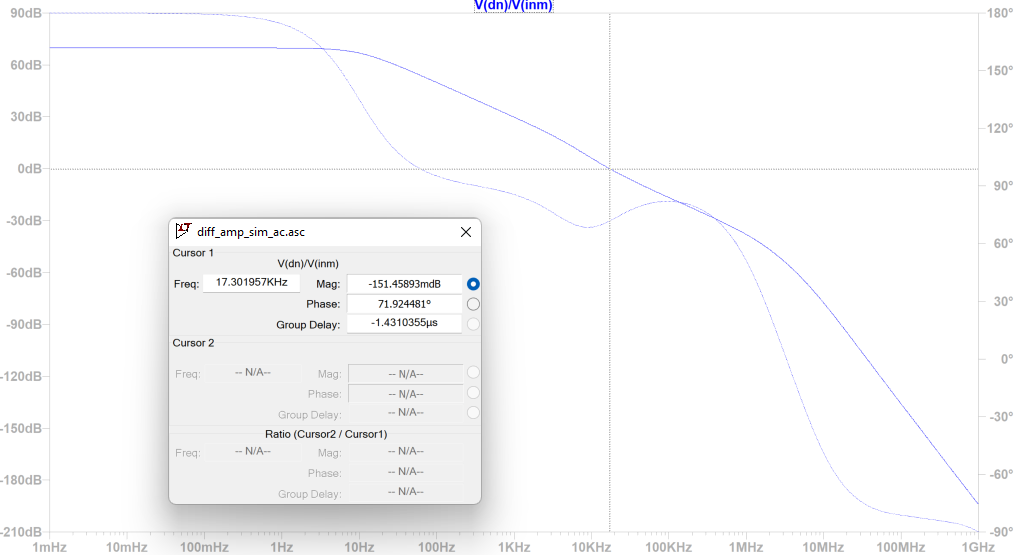 V(dn)/V(inm)
90dB
60dB
30dB
0dB
-30dB
-60dB
-90dB
-120dB
-150dB
-180dB
-210dB
180°
150°
120°
90°
60°
30°
0°
-30°
-60°
-90°
1mHz 10mHz 100mHz 1Hz 10Hz 100Hz 1KHz 10KHz 100KHz 1MHz 10MHz 100MHz 1GHz
diff_amp_sim_ac.asc
Cursor 1
V(dn)/V(inm)
Freq: 17.301957KHz Mag: -151.45893mdB
Phase: 71.924481°
Group Delay: -1.4310355µs
Cursor 2
Freq: -- N/A-- Mag: -- N/A--
Phase: -- N/A--
Group Delay: -- N/A--
Ratio (Cursor2 / Cursor1)
Freq: -- N/A-- Mag: -- N/A--
Phase: -- N/A--
Group Delay: -- N/A--